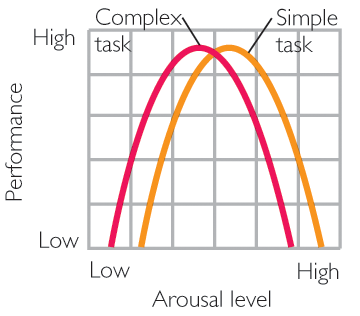 Complex
task
Simple
task
High
Performance
Low
Low
High
Arousal level